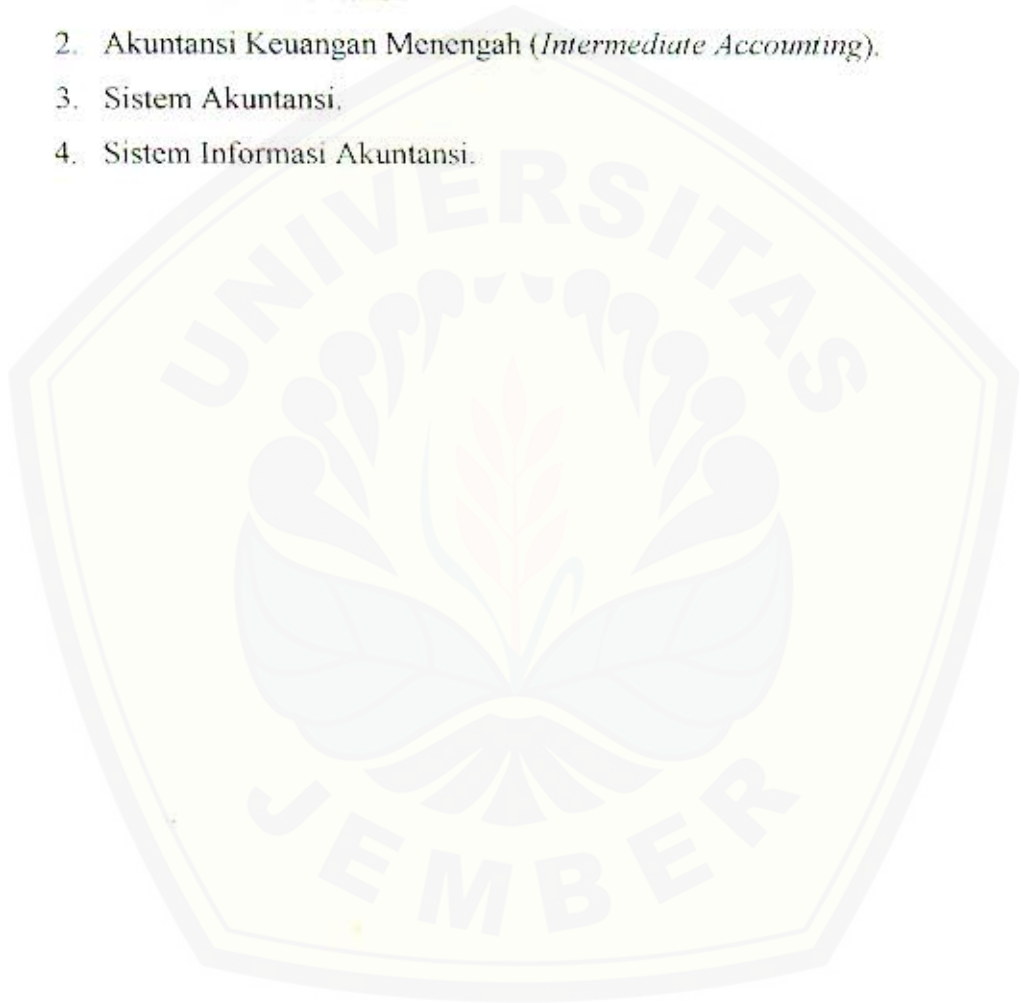 2. Akuntansi Keuangan Menengah (Intermediate Accounting).
3. Sistem Akuntansi.
4. Sistem Informasi Akuntansi.
UNIVERSITAS
JEMBER